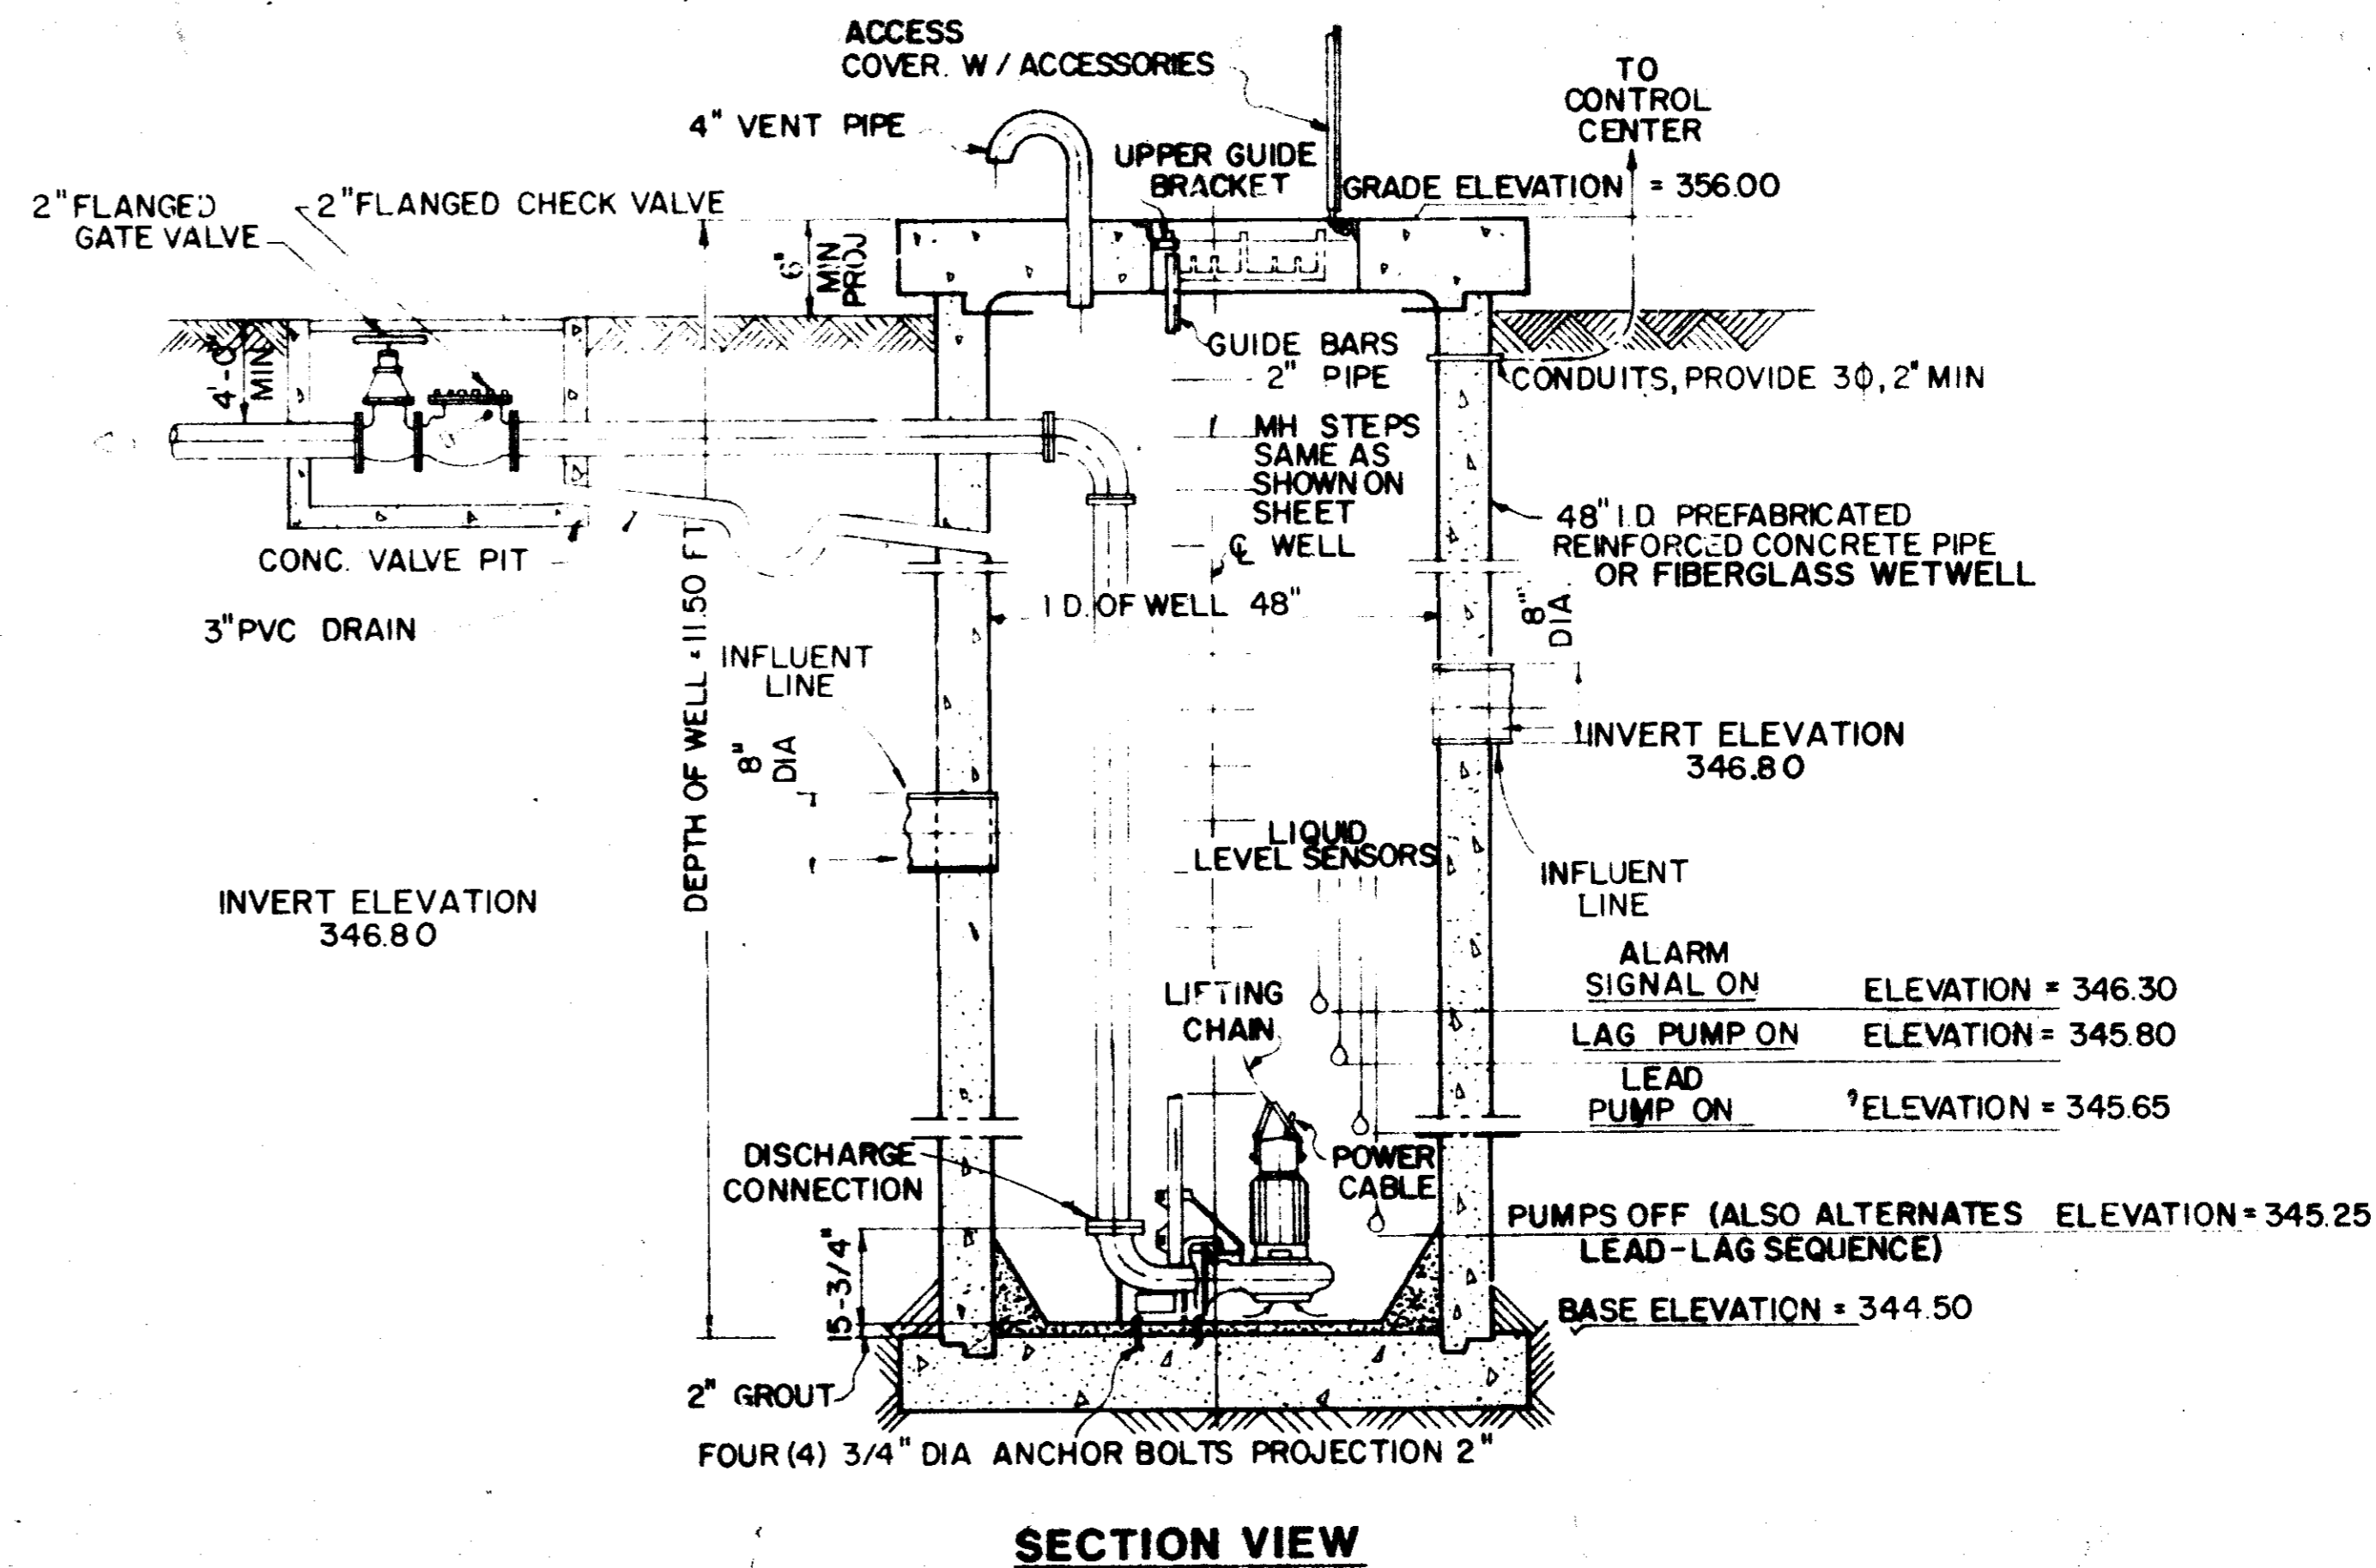 ACCESS
COVER. W/ ACCESSORIES
TO
CONTROL
CENTER
4" VENT PIPE
UPPER GUIDE
BRACKET
GRADE ELEVATION = 356.00
2" FLANGED
GATE VALVE
2" FLANGED CHECK VALVE
6"
MIN
PROJ
4'-0"
MIN
GUIDE BARS
2" PIPE
CONDUITS, PROVIDE 3ϕ, 2" MIN
MH STEPS
SAME AS
SHOWN ON
SHEET
℄ WELL
48" I.D. PREFABRICATED
REINFORCED CONCRETE PIPE
OR FIBERGLASS WETWELL
CONC. VALVE PIT
3" PVC DRAIN
DEPTH OF WELL = 11.50 FT
I.D. OF WELL 48"
8"
DIA
INFLUENT
LINE
8"
DIA
INVERT ELEVATION
346.80
LIQUID
LEVEL SENSORS
INFLUENT
LINE
INVERT ELEVATION
346.80
ALARM
SIGNAL ON ELEVATION = 346.30
LIFTING
CHAIN
LAG PUMP ON ELEVATION = 345.80
LEAD
PUMP ON ELEVATION = 345.65
DISCHARGE
CONNECTION
POWER
CABLE
PUMPS OFF (ALSO ALTERNATES ELEVATION = 345.25
LEAD-LAG SEQUENCE)
15-3/4"
BASE ELEVATION = 344.50
2" GROUT
FOUR (4) 3/4" DIA ANCHOR BOLTS PROJECTION 2"
SECTION VIEW